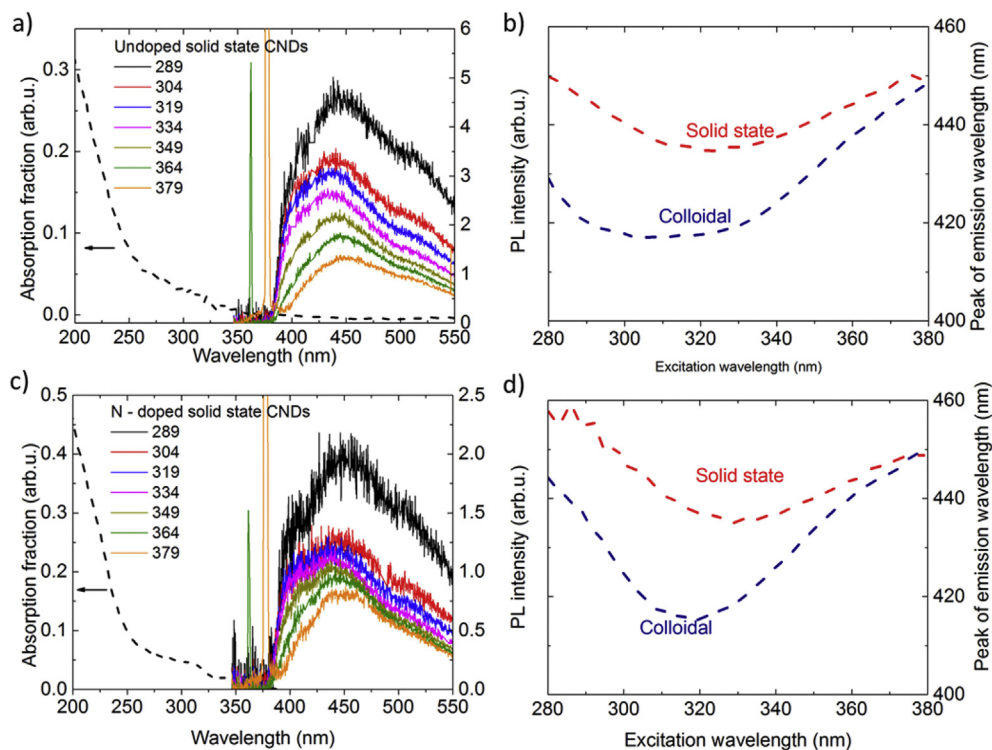 a)
Undoped solid state CNDs
289
304
319
334
349
364
379
Absorption fraction (arb.u.)
0.3
0.2
0.1
0.0
6
5
4
3
2
1
0
PL intensity (arb.u.)
200 250 300 350 400 450 500 550
Wavelength (nm)
b)
Solid state
Colloidal
460
440
420
400
Peak of emission wavelength (nm)
280 300 320 340 360 380
Excitation wavelength (nm)
c)
N - doped solid state CNDs
289
304
319
334
349
364
379
Absorption fraction (arb.u.)
0.5
0.4
0.3
0.2
0.1
0.0
2.5
2.0
1.5
1.0
0.5
0.0
PL intensity (arb.u.)
200 250 300 350 400 450 500 550
Wavelength (nm)
d)
Solid state
Colloidal
460
440
420
400
Peak of emission wavelength (nm)
280 300 320 340 360 380
Excitation wavelength (nm)